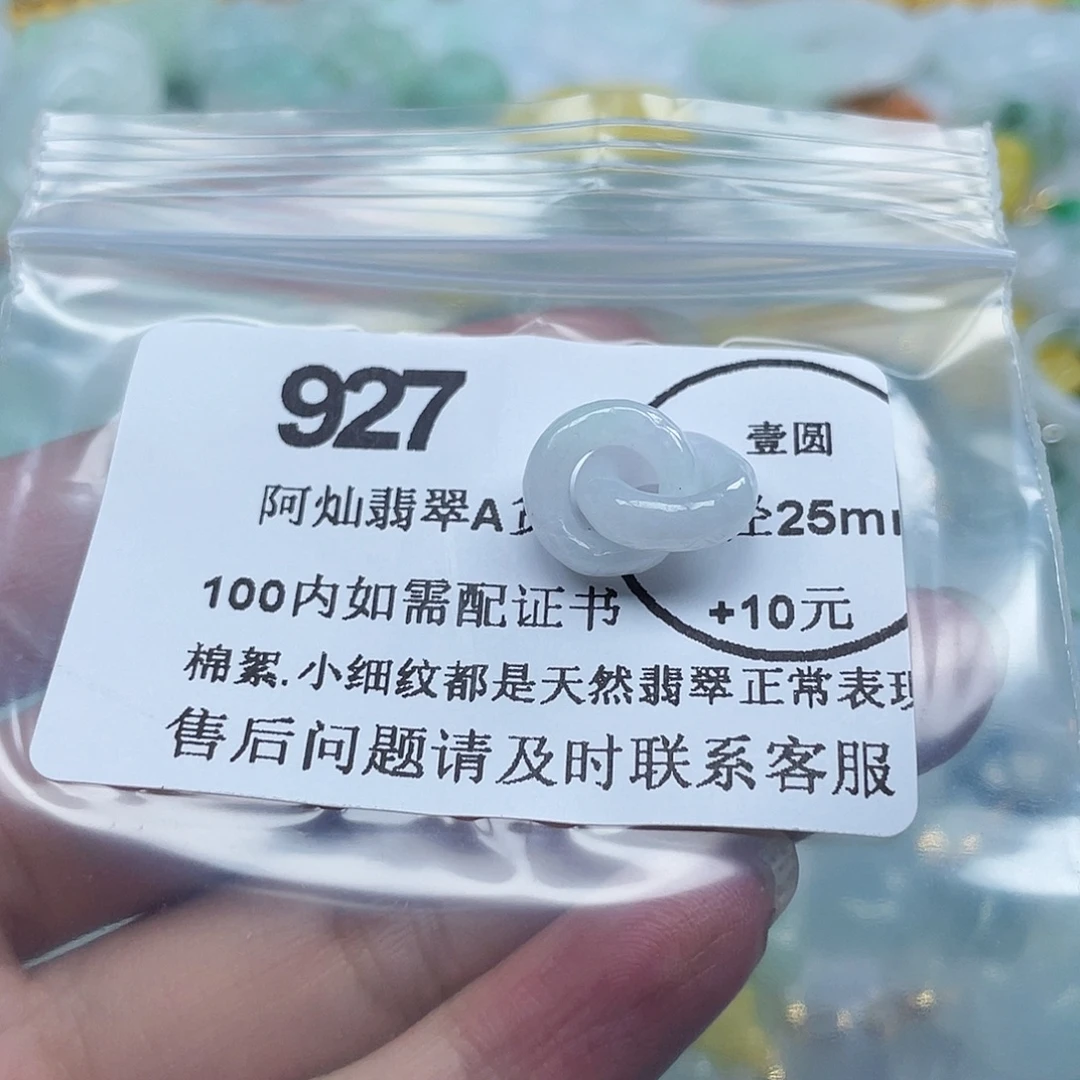 927
壹圆
阿灿翡翠A 25m
100内如需配证书 +10元
棉絮.小细纹都是天然翡翠正常表现
售后问题请及时联系客服